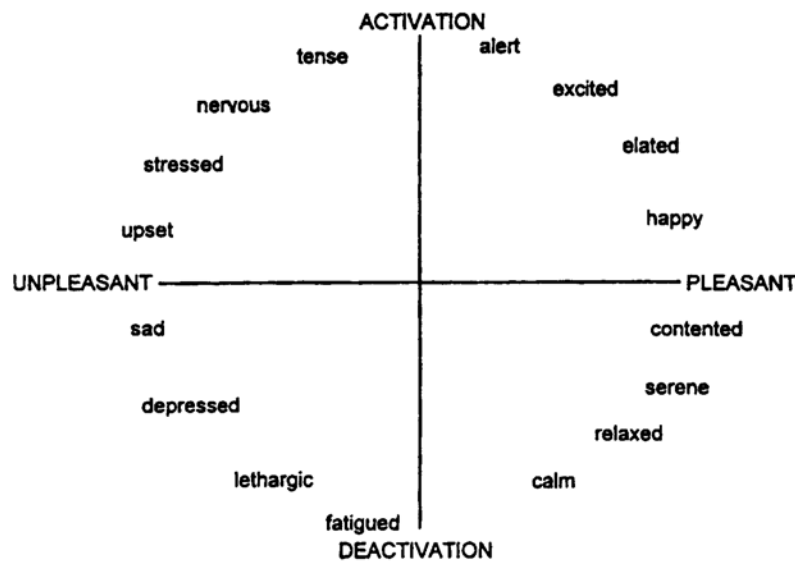 ACTIVATION
tense
alert
nervous
excited
stressed
elated
upset
happy
UNPLEASANT
PLEASANT
sad
contented
depressed
serene
relaxed
lethargic
calm
fatigued
DEACTIVATION